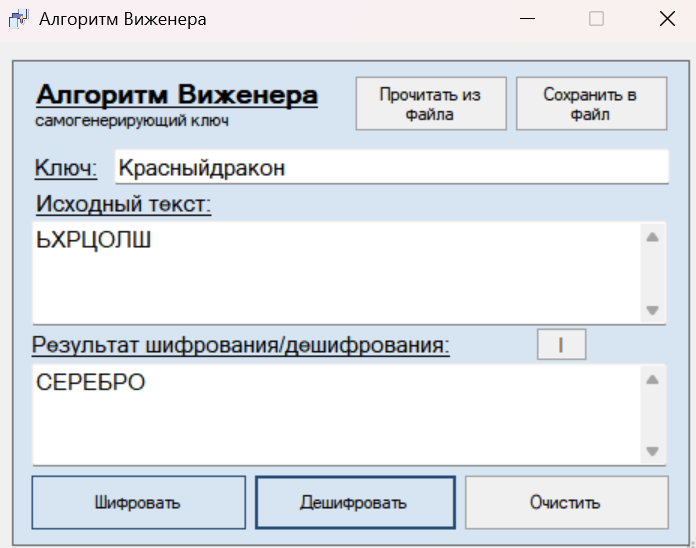 Алгоритм Виженера
Алгоритм Виженера
самогенерирующий ключ
Прочитать из
файла
Сохранить в
файл
Ключ:
Красныйдракон
Исходный текст:
ЬХРЦОЛШ
Результат шифрования/дешифрования:
I
СЕРЕБРО
Шифровать
Дешифровать
Очистить